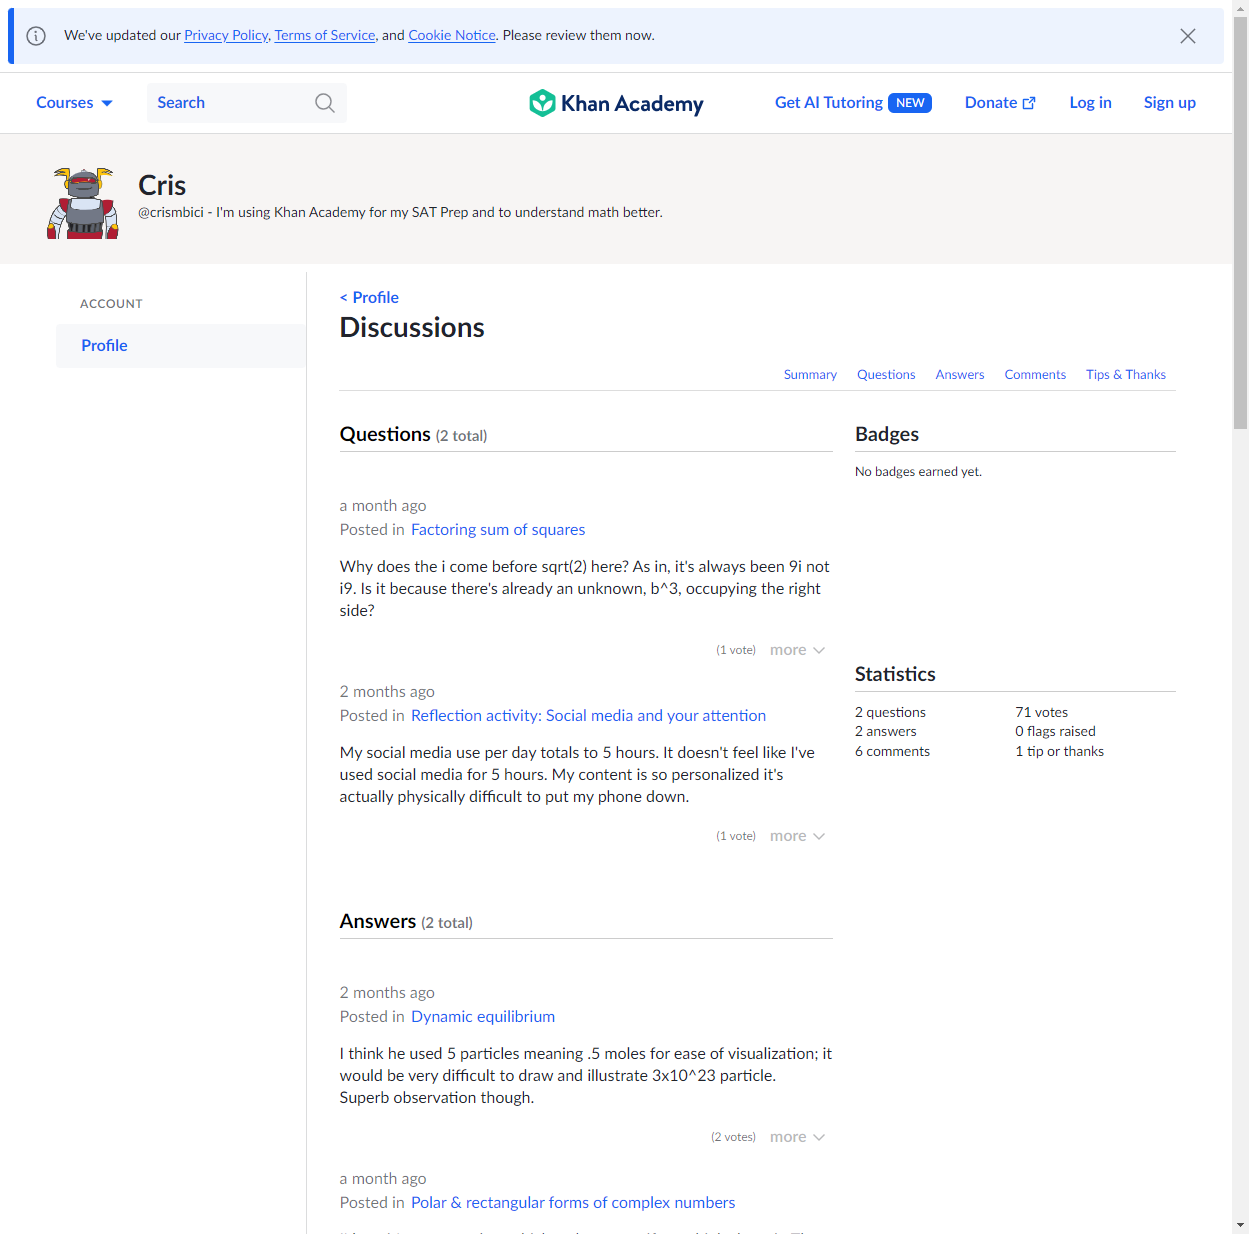 We've updated our Privacy Policy, Terms of Service, and Cookie Notice. Please review them now.
Courses
Search
Khan Academy
Get AI Tutoring NEW
Donate
Log in
Sign up
Cris
@crismbici - I'm using Khan Academy for my SAT Prep and to understand math better.
ACCOUNT
Profile
< Profile
Discussions
Summary
Questions
Answers
Comments
Tips & Thanks
Questions (2 total)
a month ago
Posted in Factoring sum of squares
Why does the i come before sqrt(2) here? As in, it's always been 9i not
i9. Is it because there's already an unknown, b^3, occupying the right
side?
(1 vote) more
2 months ago
Posted in Reflection activity: Social media and your attention
My social media use per day totals to 5 hours. It doesn't feel like I've
used social media for 5 hours. My content is so personalized it's
actually physically difficult to put my phone down.
(1 vote) more
Answers (2 total)
2 months ago
Posted in Dynamic equilibrium
I think he used 5 particles meaning .5 moles for ease of visualization; it
would be very difficult to draw and illustrate 3x10^23 particle.
Superb observation though.
(2 votes) more
a month ago
Posted in Polar & rectangular forms of complex numbers
Badges
No badges earned yet.
Statistics
2 questions
71 votes
2 answers
0 flags raised
6 comments
1 tip or thanks